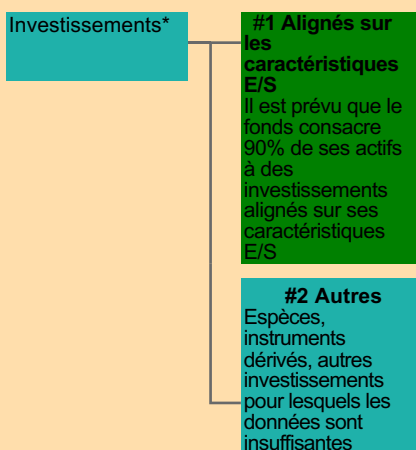 Investissements*
#1 Alignés sur
les
caractéristiques
E/S
Il est prévu que le
fonds consacre
90% de ses actifs
à des
investissements
alignés sur ses
caractéristiques
E/S
#2 Autres
Espèces,
instruments
dérivés, autres
investissements
pour lesquels les
données sont
insuffisantes